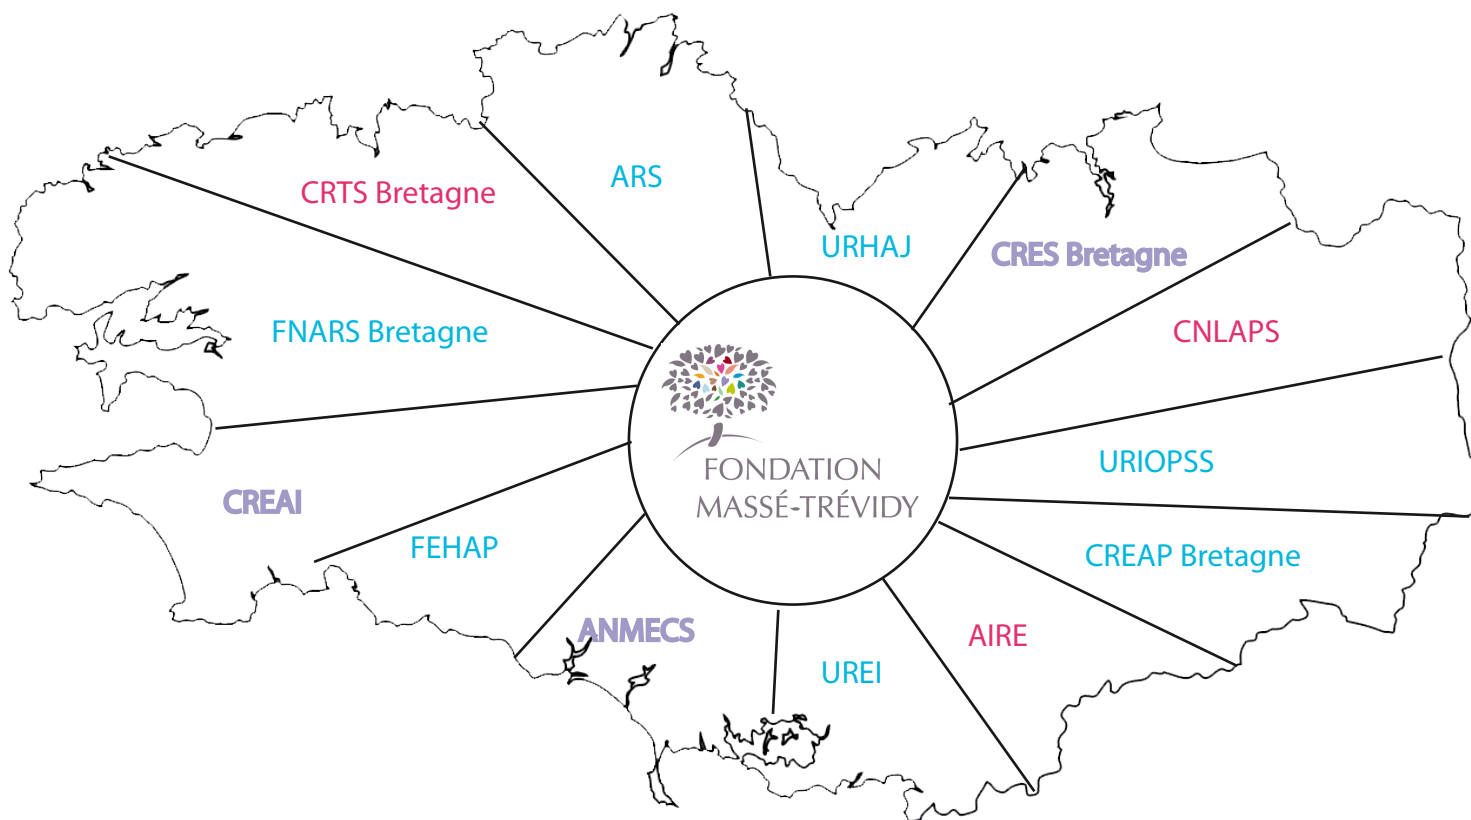 ARS
CRTS Bretagne
URHAJ
CRES Bretagne
FNARS Bretagne
CNLAPS
URIOPSS
FONDATION
MASSÉ-TRÉVIDY
CREAI
FEHAP
CREAP Bretagne
ANMECS
AIRE
UREI